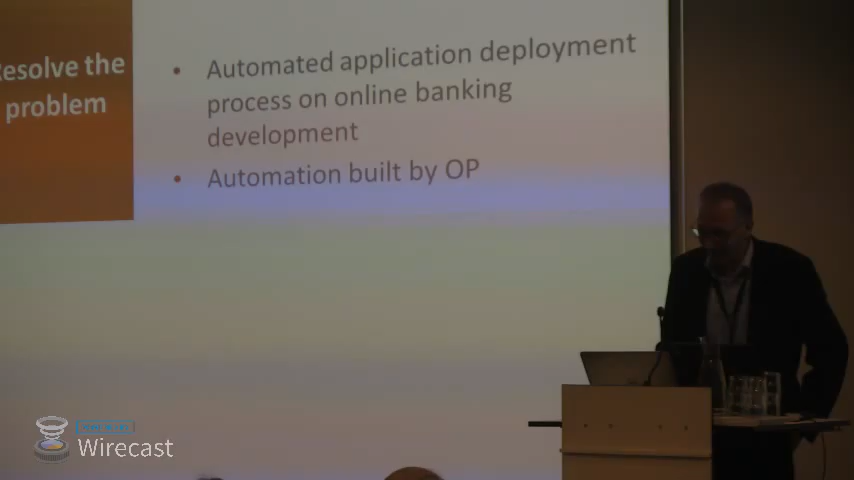 esolve the
problem
• Automated application deployment
process on online banking
development
• Automation built by OP
Wirecast